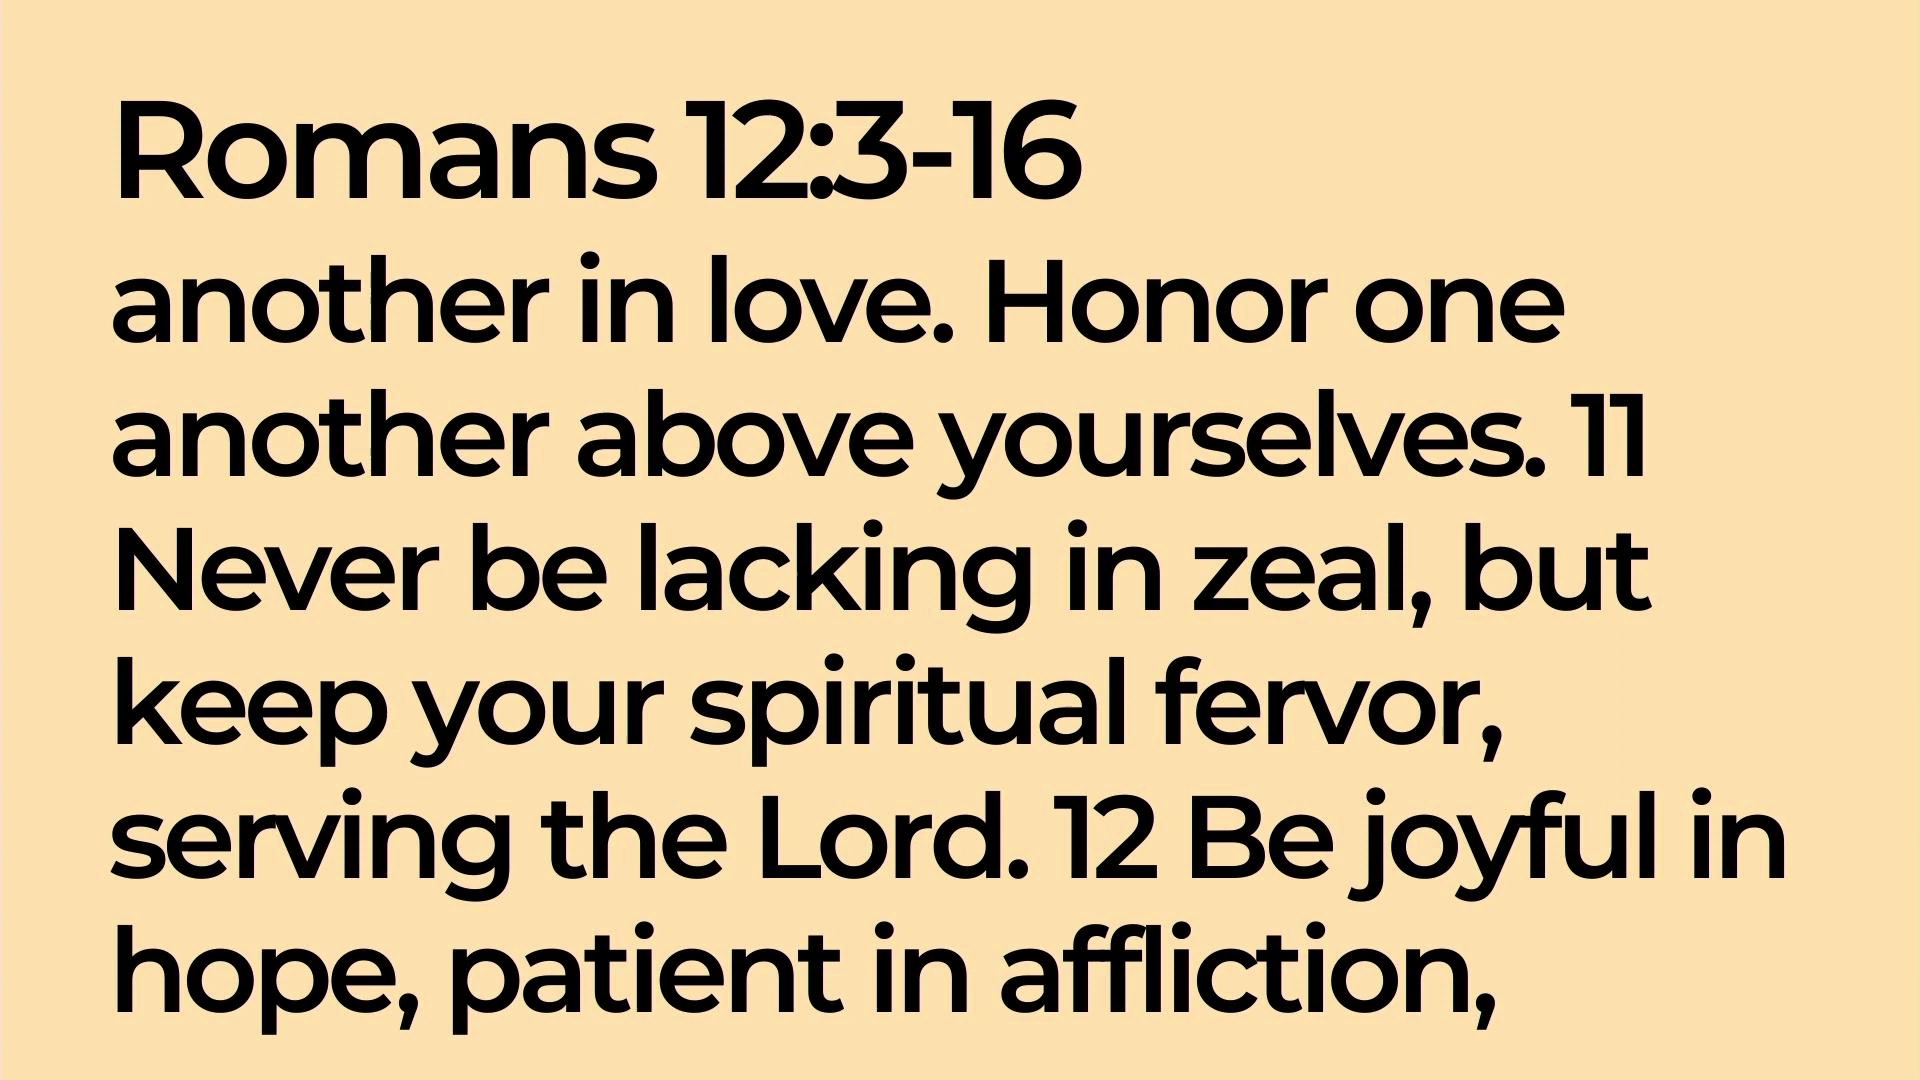 Romans 12:3-16
another in love. Honor one
another above yourselves. 11
Never be lacking in zeal, but
keep your spiritual fervor,
serving the Lord. 12 Be joyful in
hope, patient in affliction,